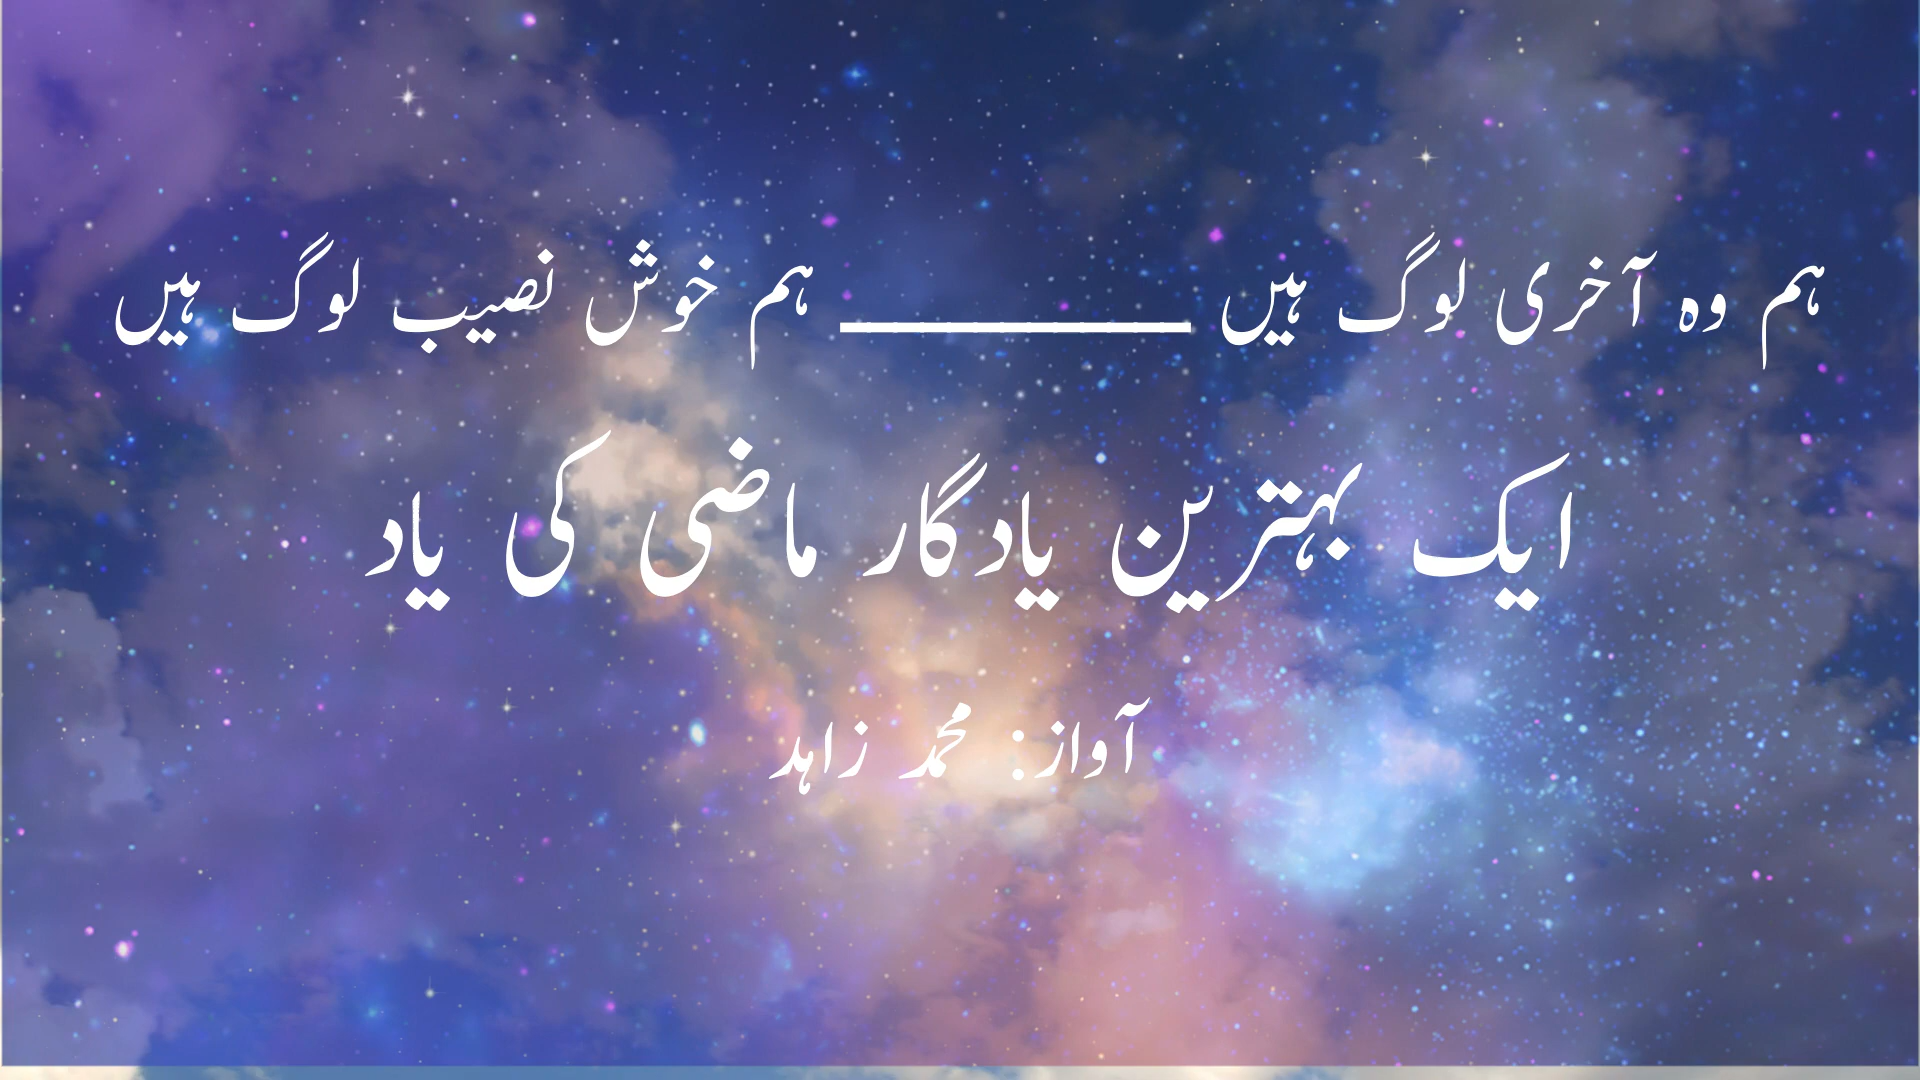 ہم وہ آخری لوگ ہیں ـــــــــــــــــ ہم خوش نصیب لوگ ہیں
ایک بہترین یادگار ماضی کی یاد
آواز: محمد زاہد